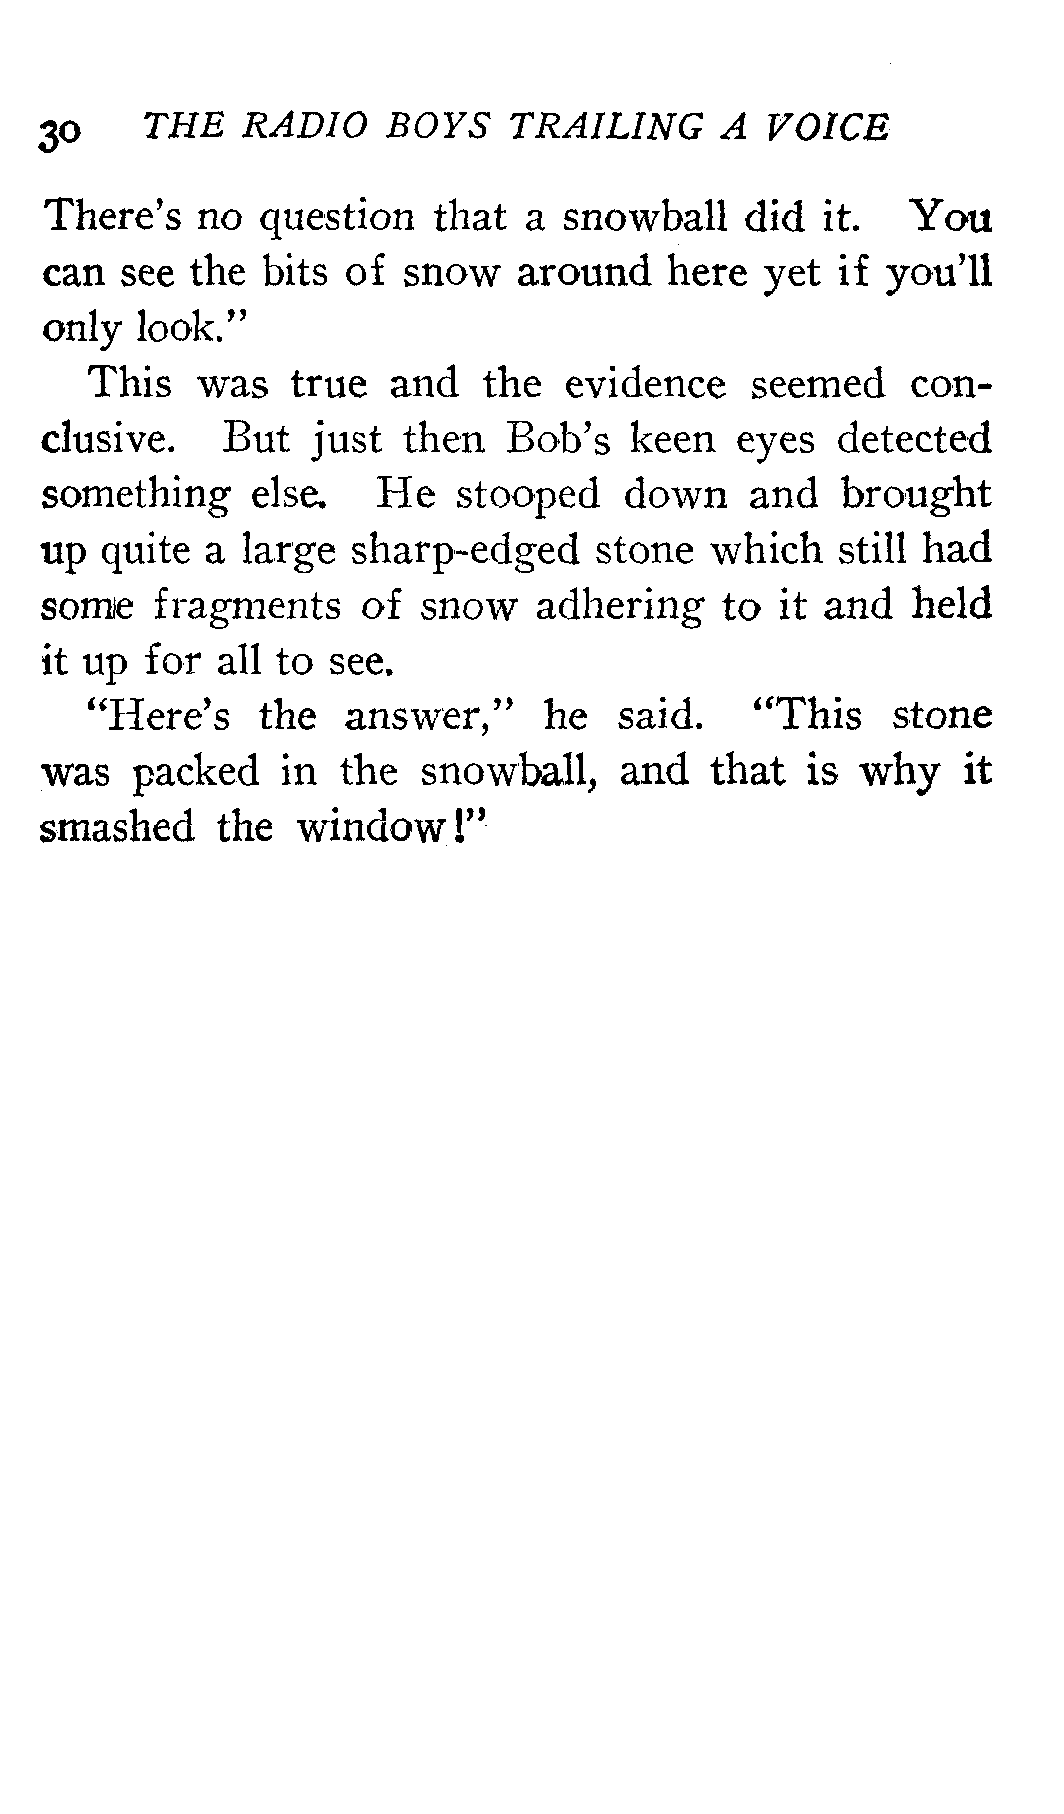 30 THE RADIO BOYS TRAILING A VOICE
There's no question that a snowball did it. You
can see the bits of snow around here yet if you'll
only look."
This was true and the evidence seemed con-
clusive. But just then Bob's keen eyes detected
something else. He stooped down and brought
up quite a large sharp-edged stone which still had
some fragments of snow adhering to it and held
it up for all to see.
"Here's the answer," he said. "This stone
was packed in the snowball, and that is why it
smashed the window!"